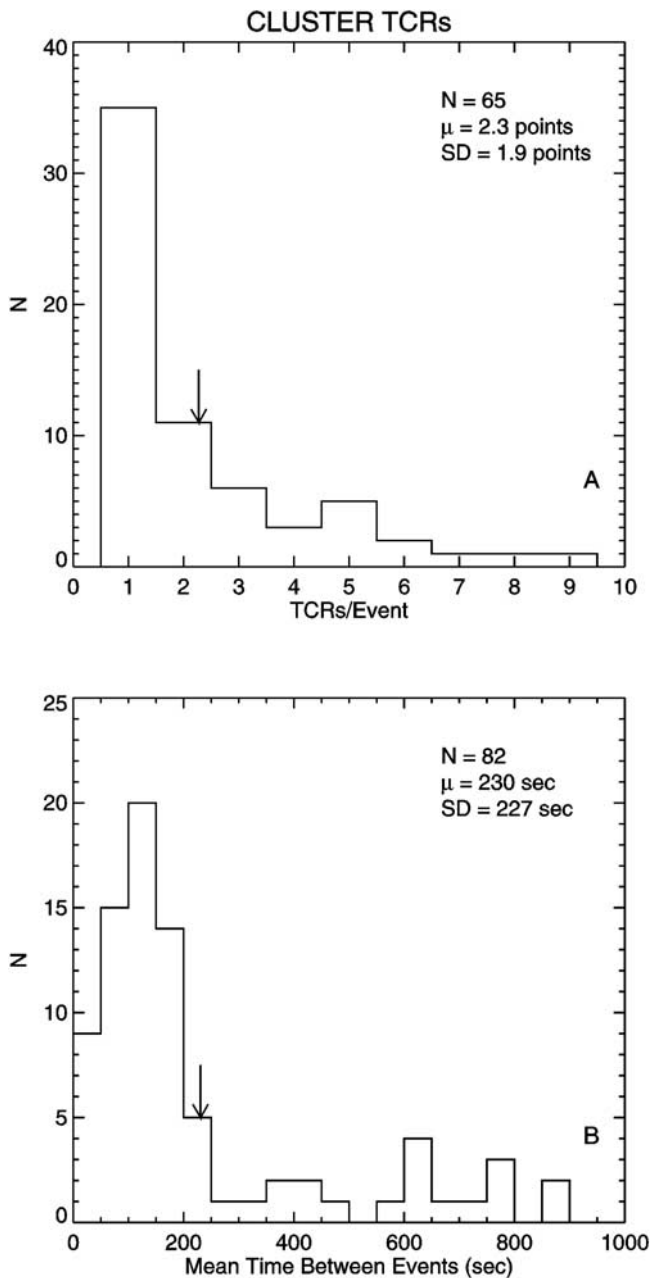 CLUSTER TCRs
40
30
20
10
0
N
N = 65
μ = 2.3 points
SD = 1.9 points
A
0 1 2 3 4 5 6 7 8 9 10
TCRs/Event
25
20
15
10
5
0
N
N = 82
μ = 230 sec
SD = 227 sec
B
0 200 400 600 800 1000
Mean Time Between Events (sec)